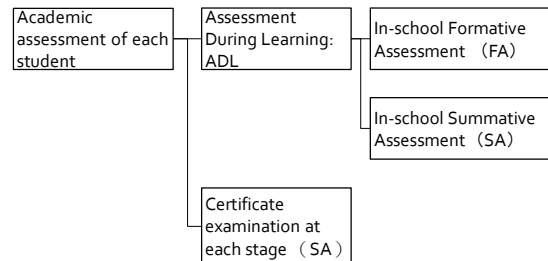 Academic
assessment of each
student
Assessment
During Learning:
ADL
In-school Formative
Assessment （FA）
In-school Summative
Assessment （SA）
Certificate
examination at
each stage （SA）